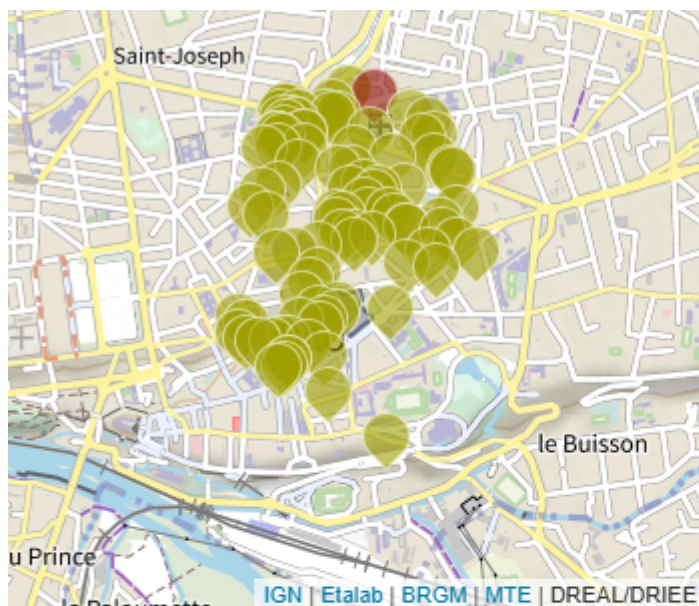 Saint-Joseph
le Buisson
u Prince
IGN | Etalab | BRGM | MTE | DREAL/DRIEE